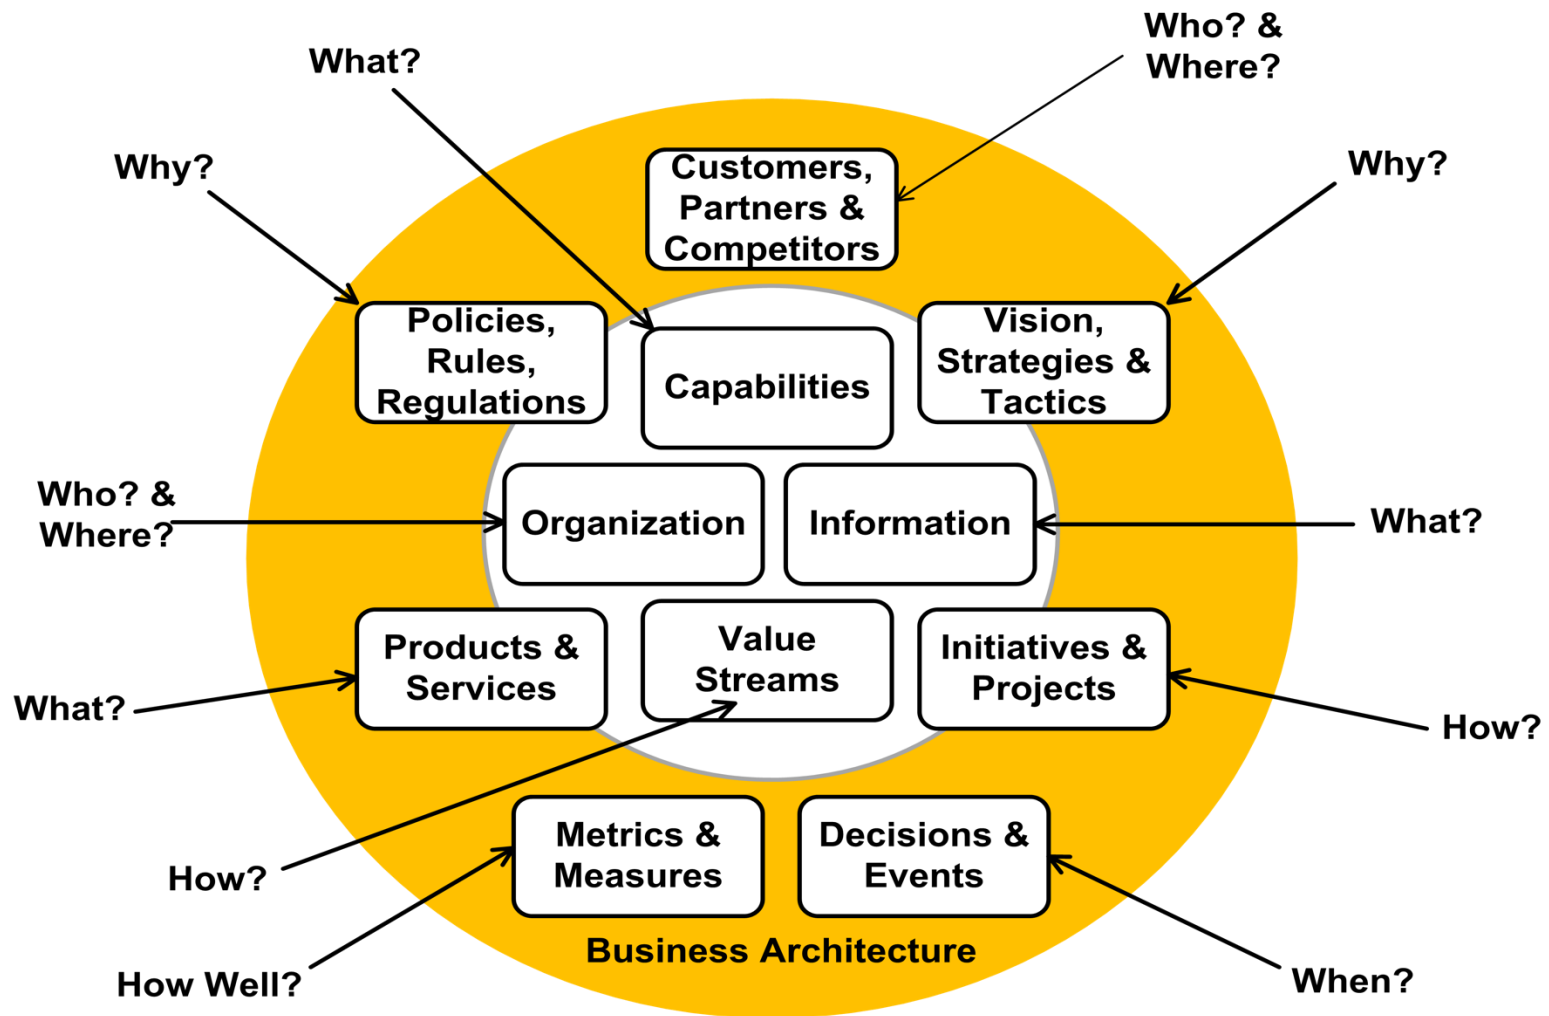 Who? &
Where?
What?
Why?
Why?
Customers,
Partners &
Competitors
Policies,
Rules,
Regulations
Capabilities
Vision,
Strategies &
Tactics
Who? &
Where?
Organization
Information
What?
Products &
Services
Value
Streams
Initiatives &
Projects
What?
How?
Metrics &
Measures
Decisions &
Events
How?
Business Architecture
How Well?
When?